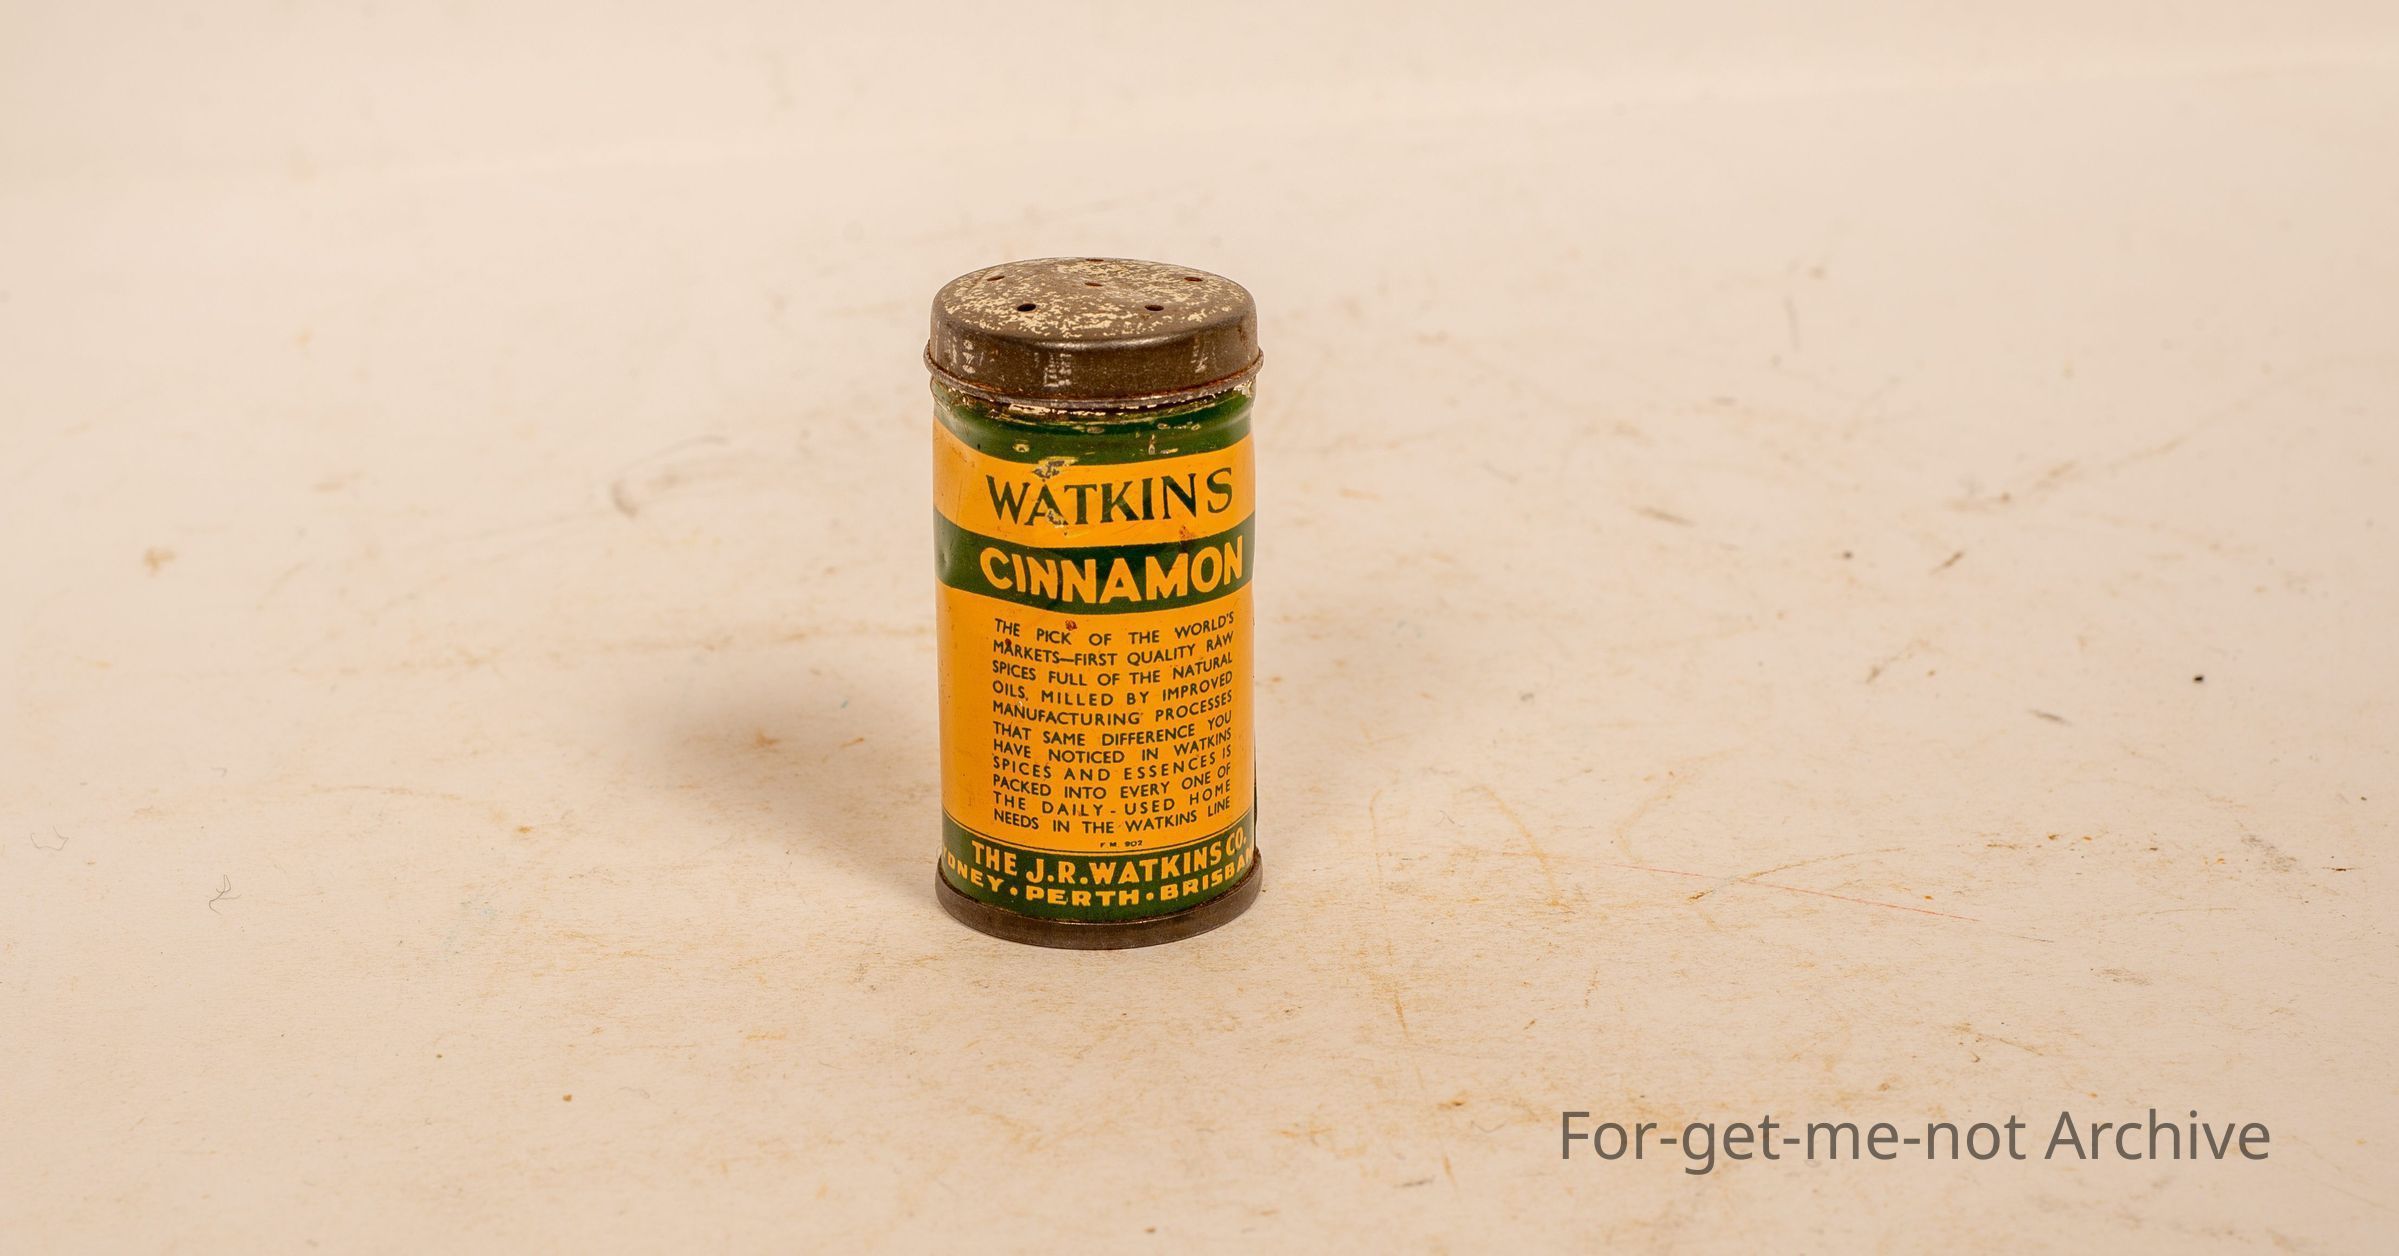 WATKINS
CINNAMON
THE PICK OF THE WORLD'S
MARKETS—FIRST QUALITY RAW
SPICES FULL OF THE NATURAL
OILS, MILLED BY IMPROVED
MANUFACTURING PROCESSES
THAT SAME DIFFERENCE YOU
HAVE NOTICED IN WATKINS
SPICES AND ESSENCES IS
PACKED INTO EVERY ONE OF
THE DAILY-USED HOME
NEEDS IN THE WATKINS LINE
F M 902
THE J.R. WATKINS CO.
YDNEY · PERTH · BRISBA
For-get-me-not Archive